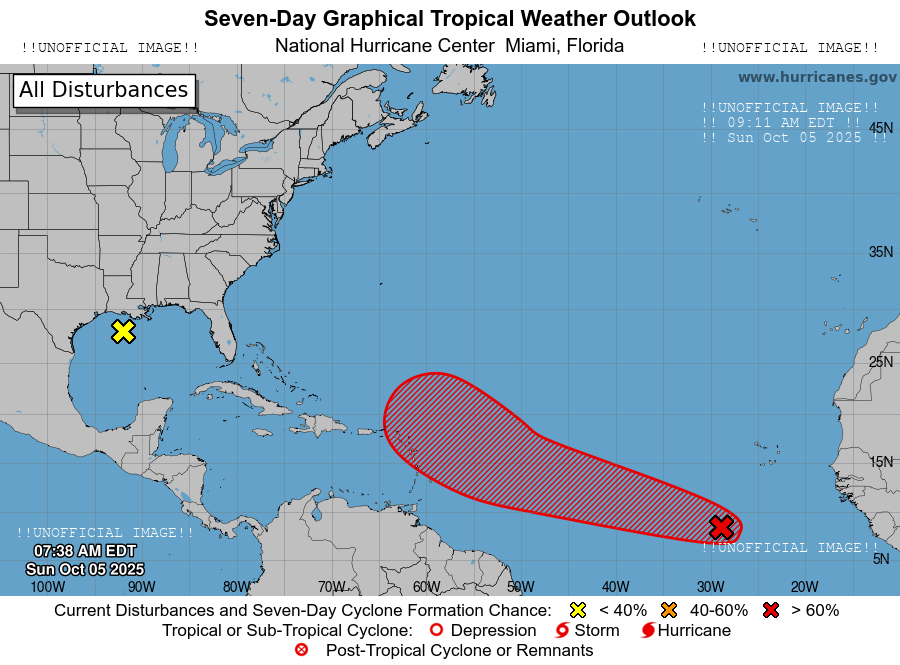 Seven-Day Graphical Tropical Weather Outlook
!!UNOFFICIAL IMAGE!!
National Hurricane Center Miami, Florida
!!UNOFFICIAL IMAGE!!
All Disturbances
www.hurricanes.gov
!!UNOFFICIAL IMAGE!!
!! 09:11 AM EDT !!
!! Sun Oct 05 2025 !!
45N
35N
25N
15N
!!UNOFFICIAL IMAGE!!
07:38 AM EDT
Sun Oct 05 2025
!!UNOFFICIAL IMAGE!!
5N
100W 90W 80W 70W 60W 50W 40W 30W 20W
Current Disturbances and Seven-Day Cyclone Formation Chance: < 40% 40-60% > 60%
Tropical or Sub-Tropical Cyclone: Depression Storm Hurricane
Post-Tropical Cyclone or Remnants